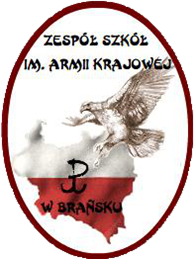 ZESPÓŁ SZKÓŁ
IM. ARMII KRAJOWEJ
W BRAŃSKU